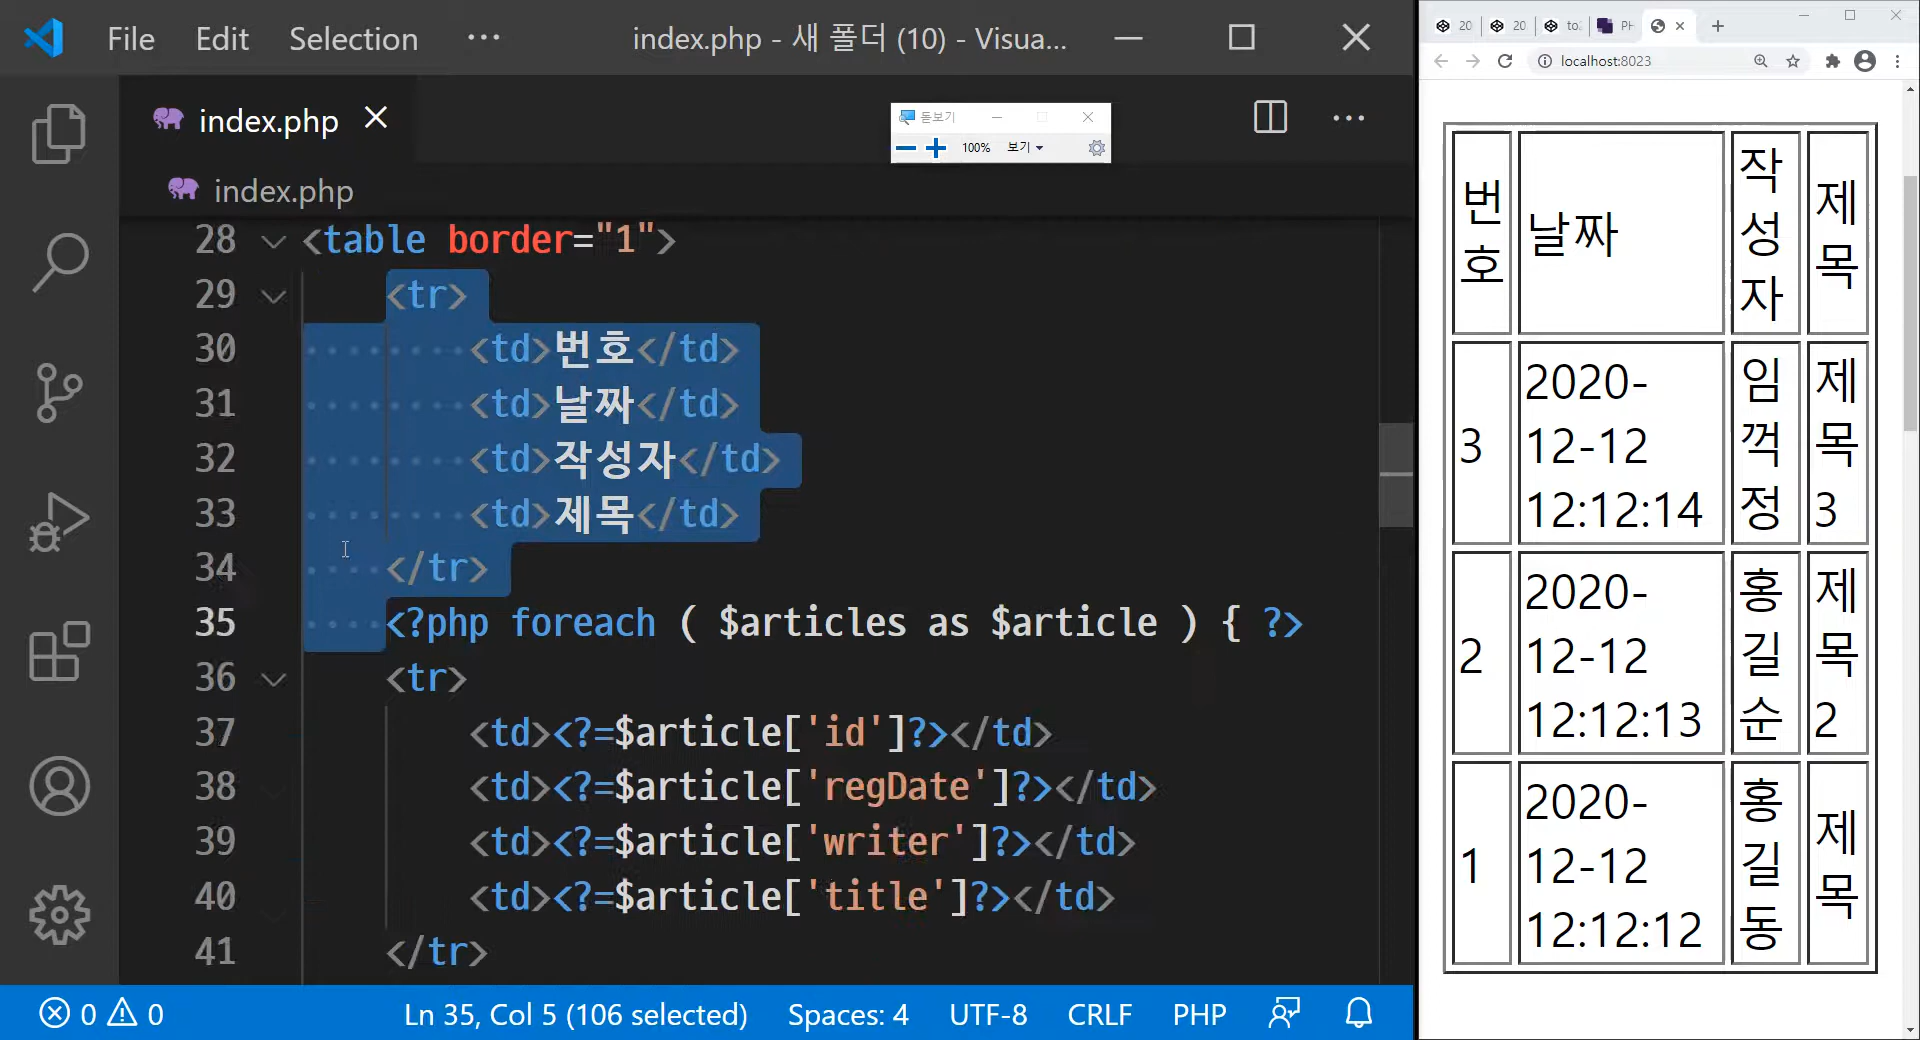 File Edit Selection ··· index.php - 새 폴더 (10) - Visua...
index.php
돋보기
100% 보기
index.php
28 <table border="1">
29 <tr>
30 <td>번호</td>
31 <td>날짜</td>
32 <td>작성자</td>
33 <td>제목</td>
34 </tr>
35 <?php foreach ( $articles as $article ) { ?>
36 <tr>
37 <td><?=$article['id']?></td>
38 <td><?=$article['regDate']?></td>
39 <td><?=$article['writer']?></td>
40 <td><?=$article['title']?></td>
41 </tr>
0 0 Ln 35, Col 5 (106 selected) Spaces: 4 UTF-8 CRLF PHP
20 20 to PH
localhost:8023
번호 날짜 작성자 제목
3 2020-12-12 12:12:14 임꺽정 제목3
2 2020-12-12 12:12:13 홍길순 제목2
1 2020-12-12 12:12:12 홍길동 제목